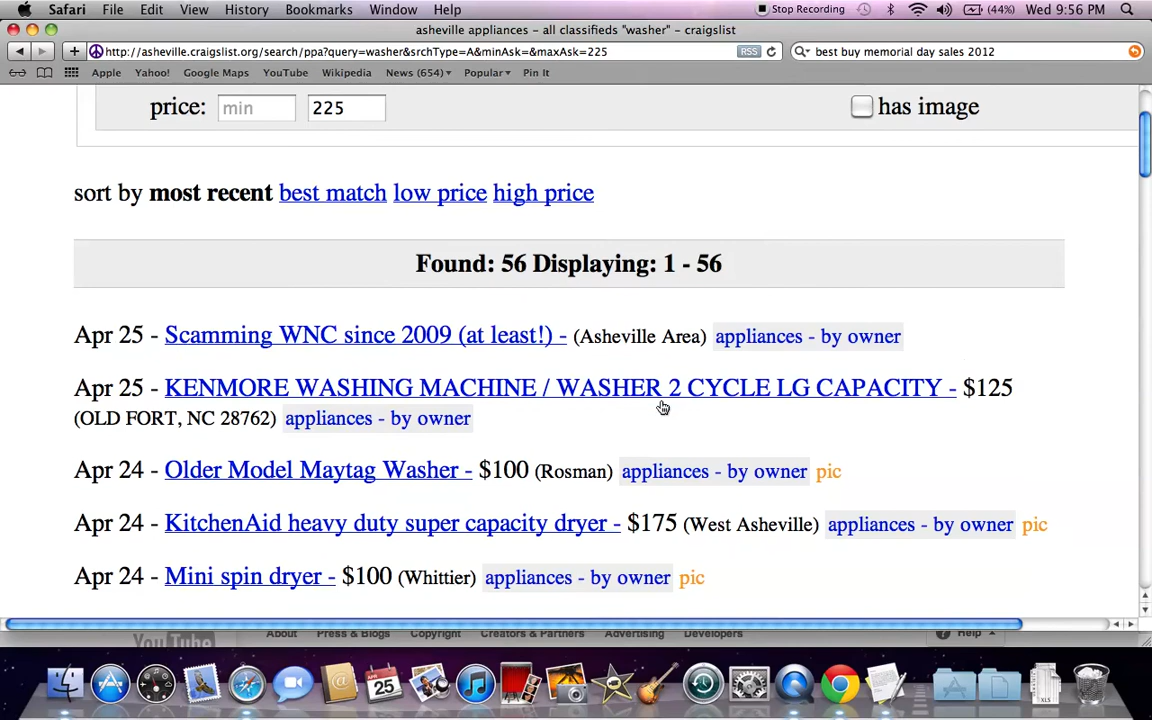 Safari File Edit View History Bookmarks Window Help Stop Recording (44%) Wed 9:56 PM
asheville appliances - all classifieds "washer" - craigslist
http://asheville.craigslist.org/search/ppa?query=washer&srchType=A&minAsk=&maxAsk=225 RSS best buy memorial day sales 2012
Apple Yahoo! Google Maps YouTube Wikipedia News (654) Popular Pin It
price: min 225 has image
sort by most recent best match low price high price
Found: 56 Displaying: 1 - 56
Apr 25 - Scamming WNC since 2009 (at least!) - (Asheville Area) appliances - by owner
Apr 25 - KENMORE WASHING MACHINE / WASHER 2 CYCLE LG CAPACITY - $125
(OLD FORT, NC 28762) appliances - by owner
Apr 24 - Older Model Maytag Washer - $100 (Rosman) appliances - by owner pic
Apr 24 - KitchenAid heavy duty super capacity dryer - $175 (West Asheville) appliances - by owner pic
Apr 24 - Mini spin dryer - $100 (Whittier) appliances - by owner pic
YouTube About Press & Blogs Copyright Creators & Partners Advertising Developers Help
APR 25 XLS